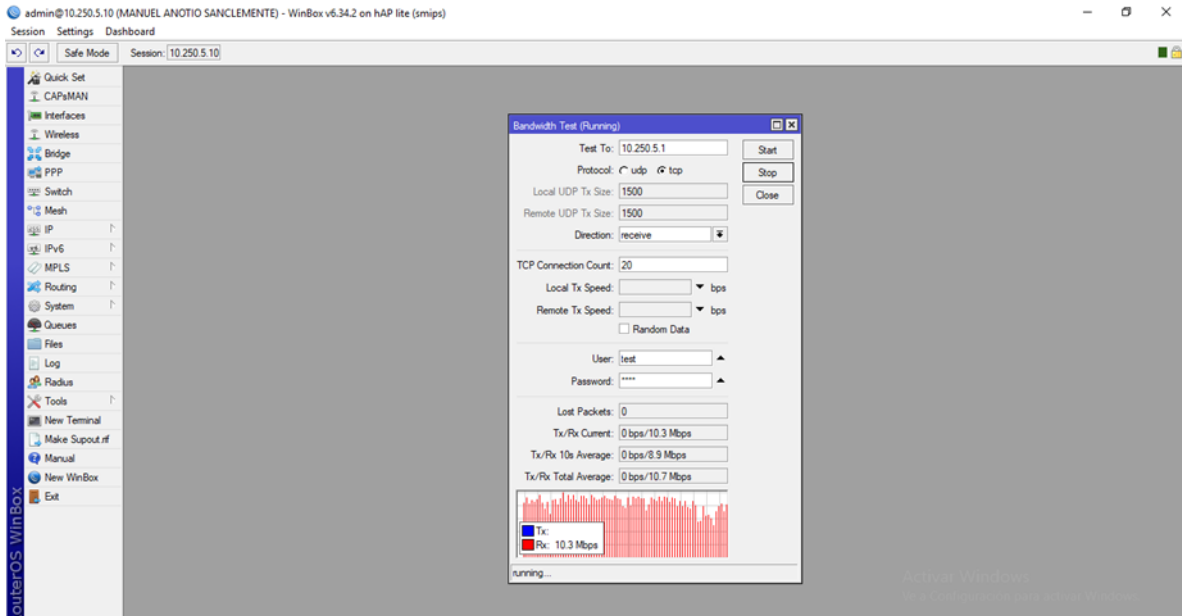 admin@10.250.5.10 (MANUEL ANOTIO SANCLEMENTE) - WinBox v6.34.2 on hAP lite (smips)
Session Settings Dashboard
Safe Mode Session: 10.250.5.10
Quick Set
CAPsMAN
Interfaces
Wireless
Bridge
PPP
Switch
Mesh
IP
IPv6
MPLS
Routing
System
Queues
Files
Log
Radius
Tools
New Terminal
Make Supout.rif
Manual
New WinBox
Exit
outerOS WinBox
Bandwidth Test (Running)
Test To: 10.250.5.1 Start
Protocol: udp tcp Stop
Local UDP Tx Size: 1500 Close
Remote UDP Tx Size: 1500
Direction: receive
TCP Connection Count: 20
Local Tx Speed: bps
Remote Tx Speed: bps
Random Data
User: test
Password: ****
Lost Packets: 0
Tx/Rx Current: 0 bps/10.3 Mbps
Tx/Rx 10s Average: 0 bps/8.9 Mbps
Tx/Rx Total Average: 0 bps/10.7 Mbps
Tx:
Rx: 10.3 Mbps
running...
Activar Windows
Ve a Configuración para activar Windows.